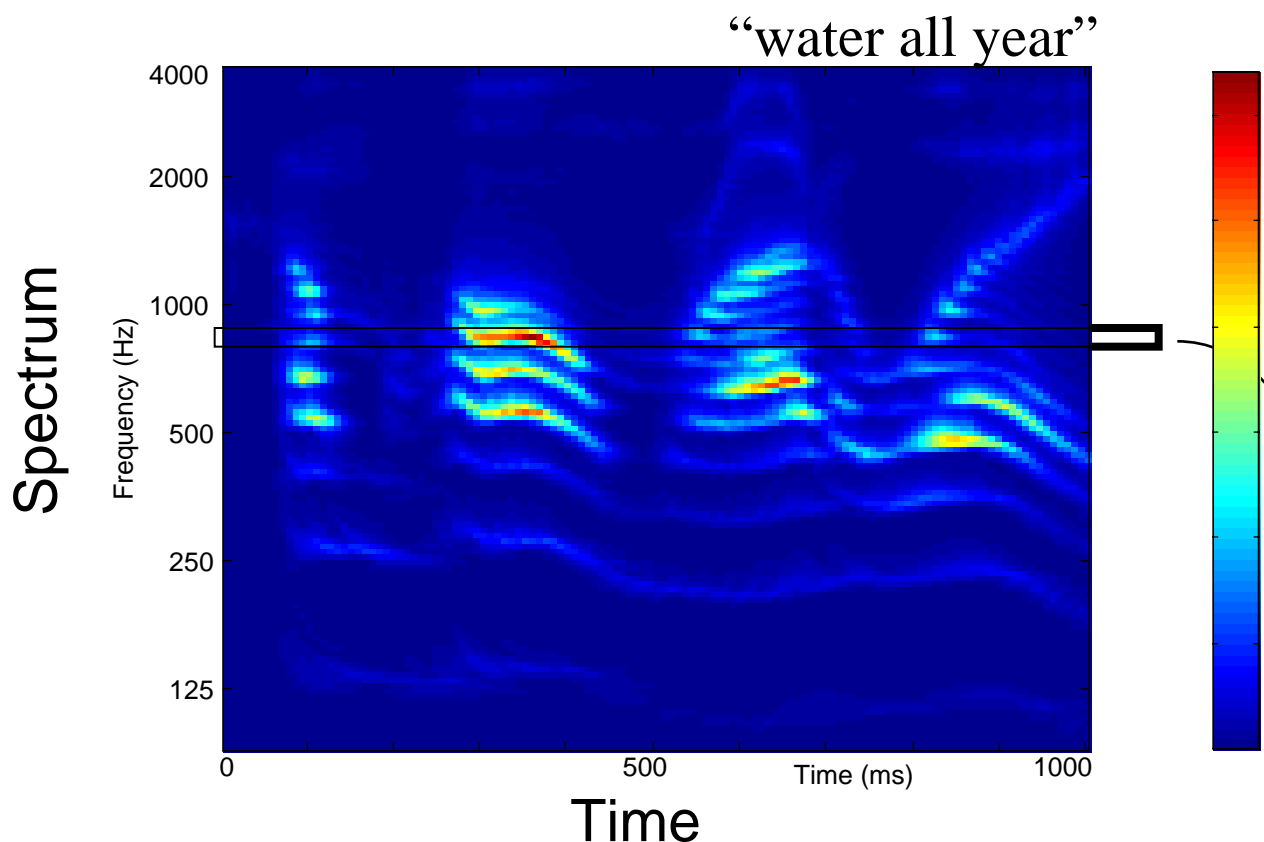 “water all year”
4000
2000
1000
500
250
125
Spectrum
Frequency (Hz)
0
500
Time (ms)
1000
Time